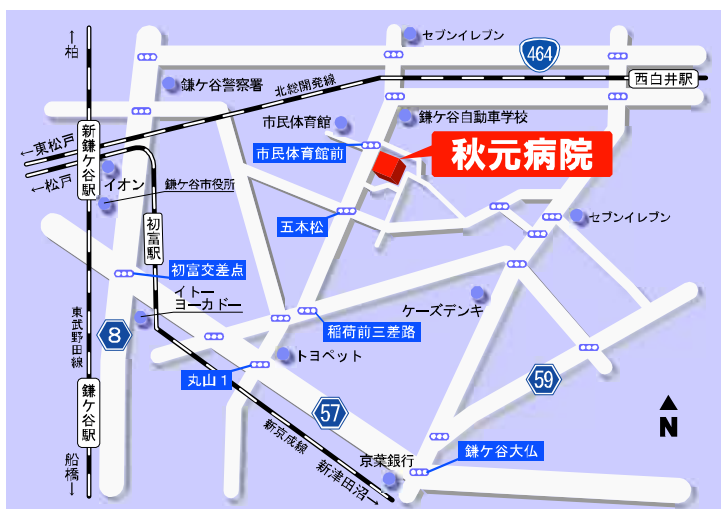 セブンイレブン
464
↑柏
鎌ケ谷警察署
北総開発線
西白井駅
市民体育館
鎌ケ谷自動車学校
←東松戸
新鎌ケ谷駅
市民体育館前
秋元病院
←松戸
イオン
鎌ケ谷市役所
初富駅
五本松
セブンイレブン
初富交差点
イトー
ヨーカドー
ケーズデンキ
東武野田線
8
稲荷前三差路
トヨペット
丸山1
59
鎌ケ谷駅
57
N
新京成線
鎌ケ谷大仏
京葉銀行
船橋↓
新津田沼→